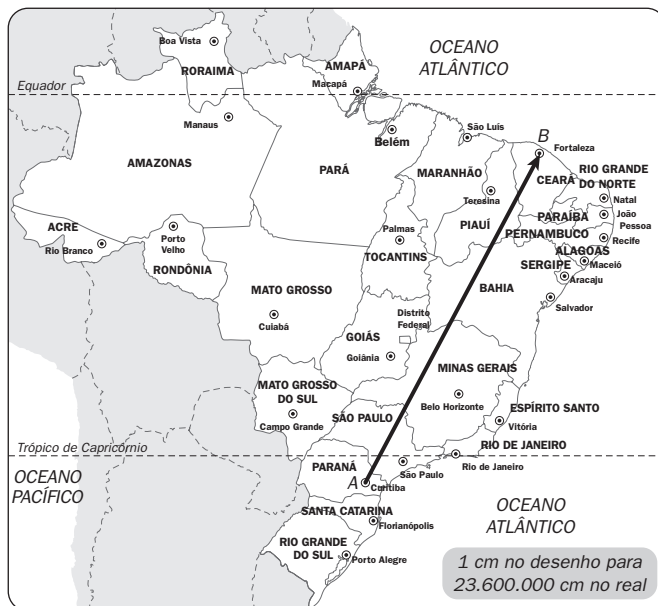 Boa Vista
RORAIMA
AMAPÁ
Macapá
OCEANO
ATLÂNTICO
Equador
Manaus
Belém
São Luís
B
Fortaleza
AMAZONAS
PARÁ
MARANHÃO
CEARÁ
RIO GRANDE
DO NORTE
Teresina
Natal
PIAUÍ
PARAÍBA
João
Pessoa
PERNAMBUCO
Recife
ACRE
Rio Branco
Porto
Velho
RONDÔNIA
Palmas
TOCANTINS
ALAGOAS
Maceió
SERGIPE
Aracaju
MATO GROSSO
BAHIA
Salvador
Cuiabá
Distrito
Federal
GOIÁS
Goiânia
MINAS GERAIS
MATO GROSSO
DO SUL
Campo Grande
Belo Horizonte
SÃO PAULO
ESPÍRITO SANTO
Vitória
RIO DE JANEIRO
Rio de Janeiro
Trópico de Capricórnio
PARANÁ
São Paulo
OCEANO
PACÍFICO
A
Curitiba
SANTA CATARINA
Florianópolis
OCEANO
ATLÂNTICO
RIO GRANDE
DO SUL
Porto Alegre
1 cm no desenho para
23.600.000 cm no real